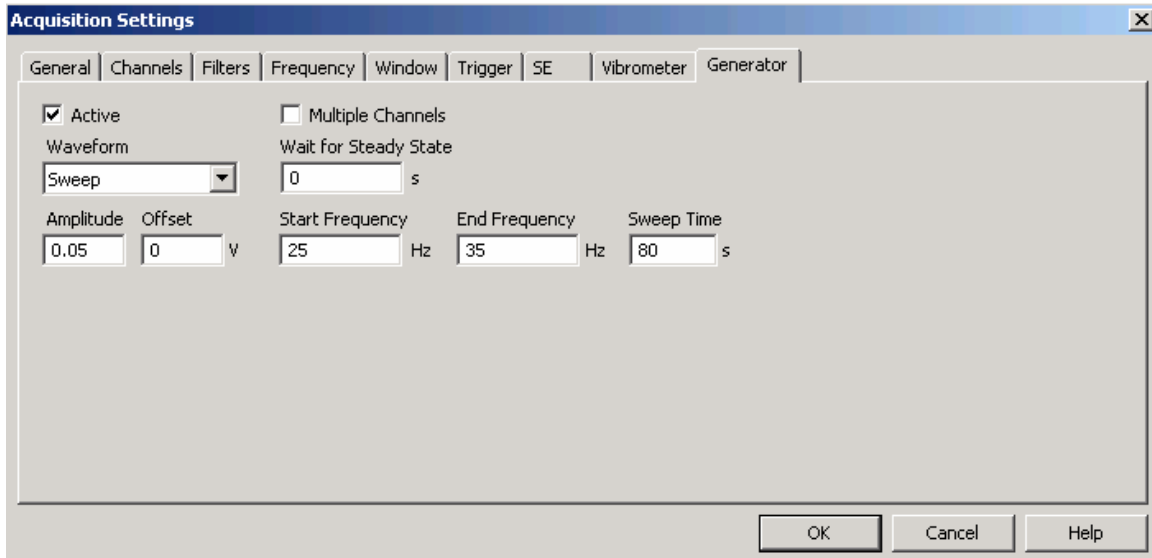 Acquisition Settings
General Channels Filters Frequency Window Trigger SE Vibrometer Generator
Active Multiple Channels
Waveform Wait for Steady State
Sweep 0 s
Amplitude Offset Start Frequency End Frequency Sweep Time
0.05 0 V 25 Hz 35 Hz 80 s
OK Cancel Help